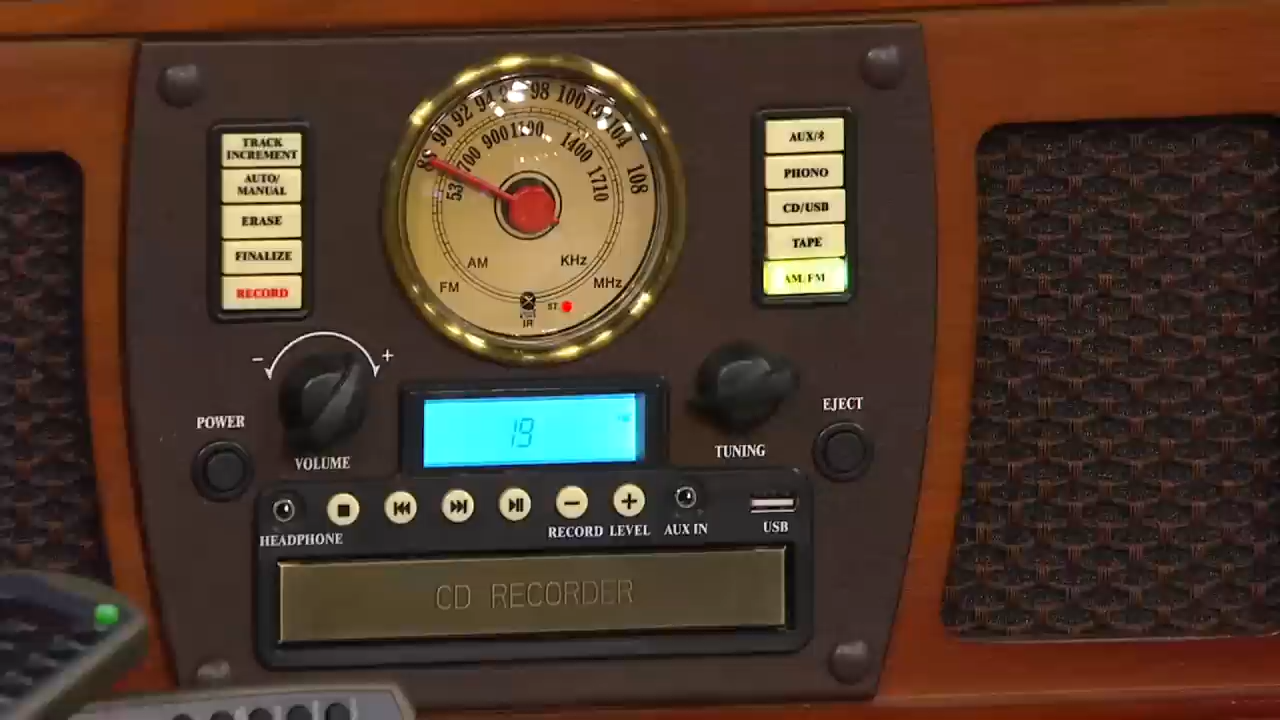 TRACK
INCREMENT
AUTO/
MANUAL
ERASE
FINALIZE
RECORD
88 90 92 94 98 100 104 108
53 700 900 1100 1400 1710
AM KHz
FM MHz
ST
IR
AUX/
PHONO
CD/USB
TAPE
AM/FM
- +
POWER
VOLUME
19
TUNING
EJECT
HEADPHONE
- +
RECORD LEVEL
AUX IN
USB
CD RECORDER